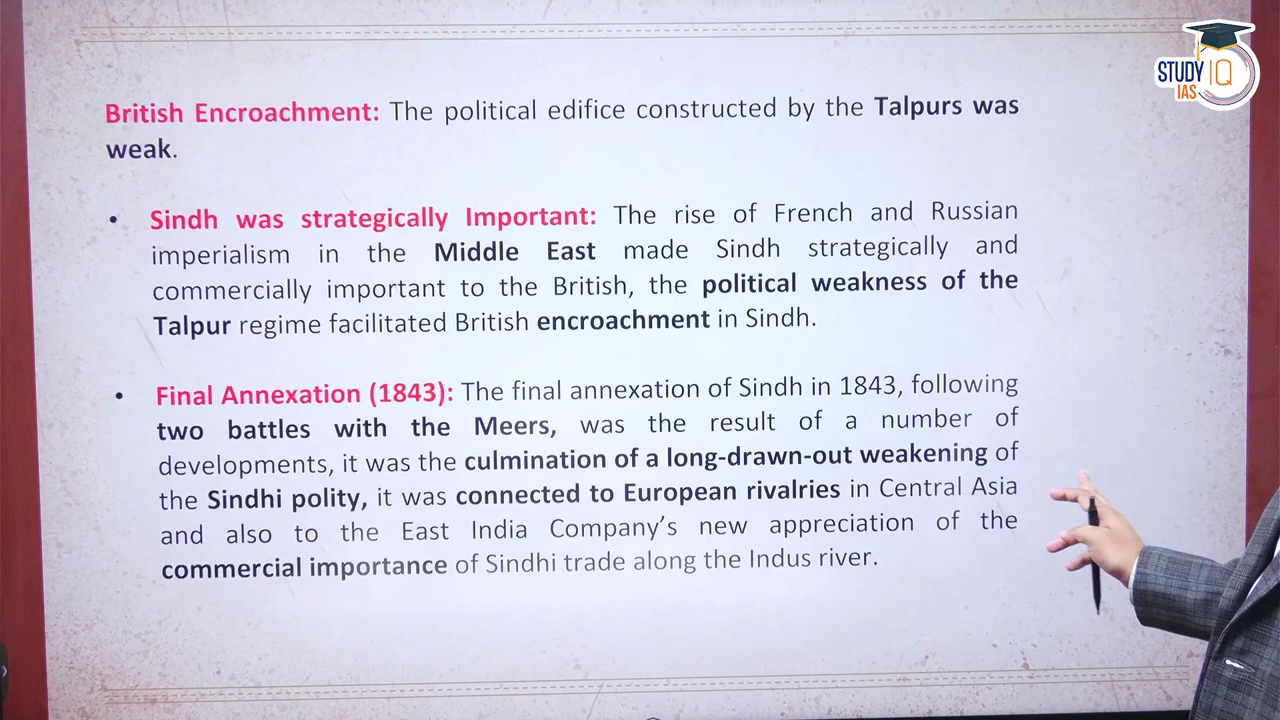 STUDY IQ
IAS
British Encroachment: The political edifice constructed by the Talpurs was
weak.
• Sindh was strategically Important: The rise of French and Russian
imperialism in the Middle East made Sindh strategically and
commercially important to the British, the political weakness of the
Talpur regime facilitated British encroachment in Sindh.
• Final Annexation (1843): The final annexation of Sindh in 1843, following
two battles with the Meers, was the result of a number of
developments, it was the culmination of a long-drawn-out weakening of
the Sindhi polity, it was connected to European rivalries in Central Asia
and also to the East India Company’s new appreciation of the
commercial importance of Sindhi trade along the Indus river.